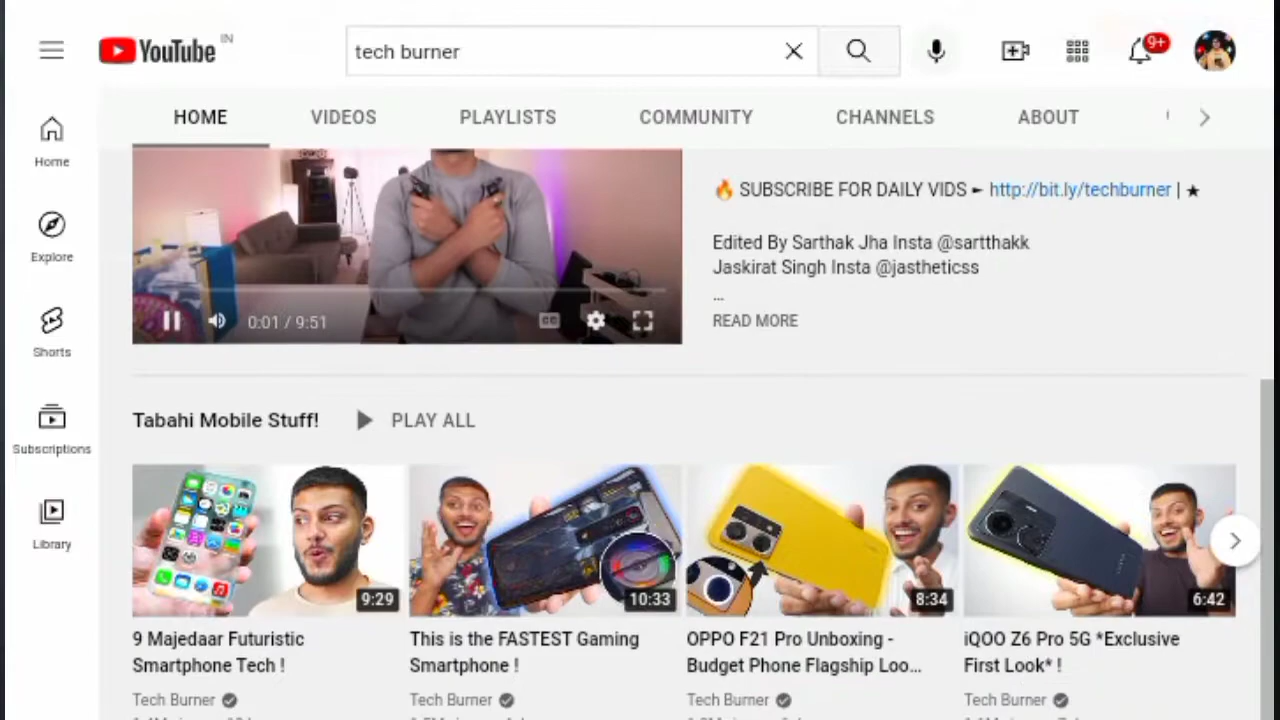 YouTube IN
tech burner
9+
HOME VIDEOS PLAYLISTS COMMUNITY CHANNELS ABOUT
Home
Explore
Shorts
Subscriptions
Library
0:01 / 9:51
CC
🔥 SUBSCRIBE FOR DAILY VIDS ► http://bit.ly/techburner | ★
Edited By Sarthak Jha Insta @sartthakk
Jaskirat Singh Insta @jastheticss
...
READ MORE
Tabahi Mobile Stuff! PLAY ALL
9:29
10:33
8:34
6:42
9 Majedaar Futuristic
Smartphone Tech !
Tech Burner
This is the FASTEST Gaming
Smartphone !
Tech Burner
OPPO F21 Pro Unboxing -
Budget Phone Flagship Loo...
Tech Burner
iQOO Z6 Pro 5G *Exclusive
First Look* !
Tech Burner